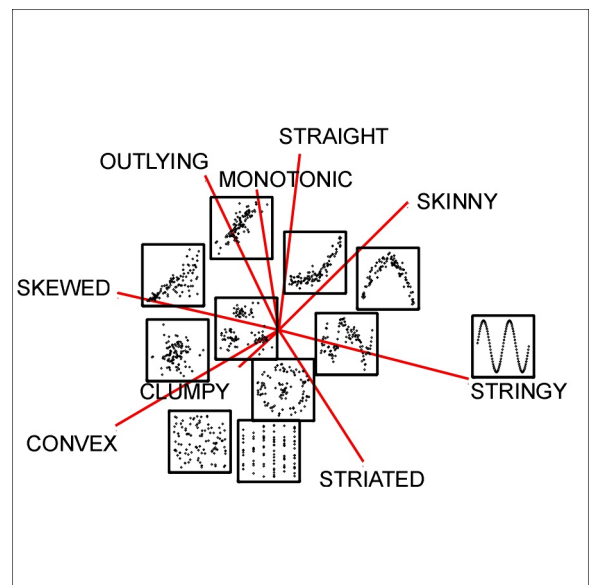 STRAIGHT
OUTLYING
MONOTONIC
SKINNY
SKEWED
CLUMPY
STRINGY
CONVEX
STRIATED